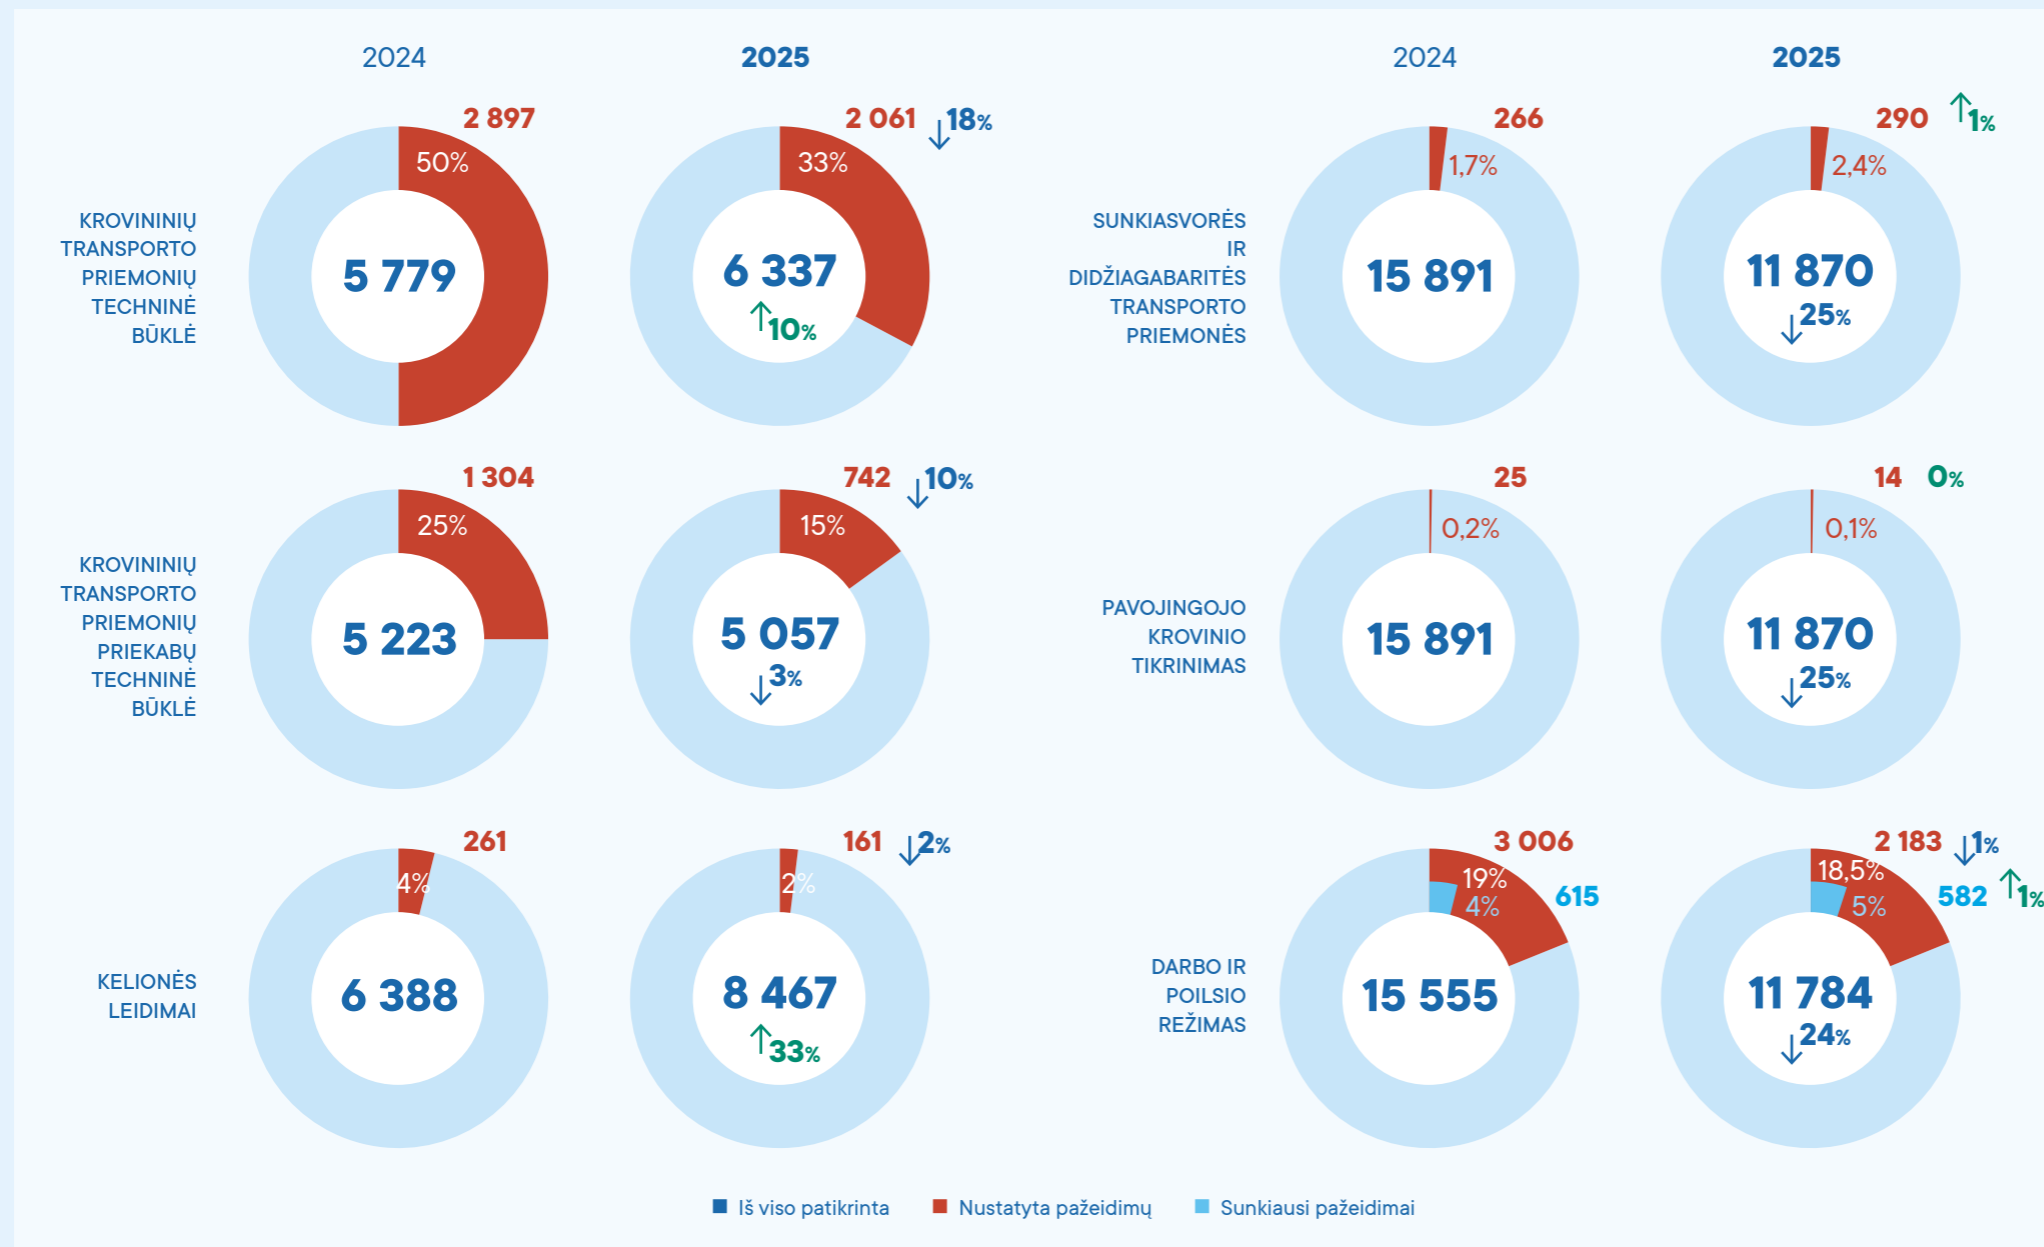 2024
2025
KROVININIŲ
TRANSPORTO
PRIEMONIŲ
TECHNINĖ
BŪKLĖ
2 897
50%
5 779
2 061
↓18%
33%
6 337
↑10%
KROVININIŲ
TRANSPORTO
PRIEMONIŲ
PRIEKABŲ
TECHNINĖ
BŪKLĖ
1 304
25%
5 223
742
↓10%
15%
5 057
↓3%
KELIONĖS
LEIDIMAI
261
4%
6 388
161
↓2%
2%
8 467
↑33%
2024
2025
SUNKIASVORĖS
IR
DIDŽIAGABARITĖS
TRANSPORTO
PRIEMONĖS
266
1,7%
15 891
290
↑1%
2,4%
11 870
↓25%
PAVOJINGOJO
KROVINIO
TIKRINIMAS
25
0,2%
15 891
14
0%
0,1%
11 870
↓25%
DARBO IR
POILSIO
REŽIMAS
3 006
19%
615
4%
15 555
2 183
↓1%
18,5%
582
↑1%
5%
11 784
↓24%
Iš viso patikrinta
Nustatyta pažeidimų
Sunkiausi pažeidimai